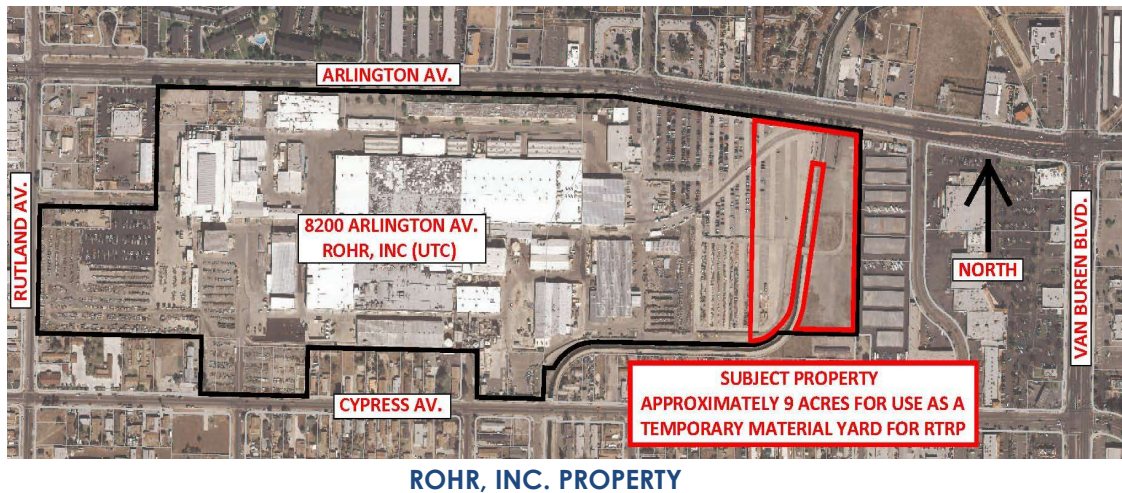 ARLINGTON AV.
8200 ARLINGTON AV.
ROHR, INC (UTC)
RUTLAND AV.
NORTH
VAN BUREN BLVD.
CYPRESS AV.
SUBJECT PROPERTY
APPROXIMATELY 9 ACRES FOR USE AS A
TEMPORARY MATERIAL YARD FOR RTRP
ROHR, INC. PROPERTY